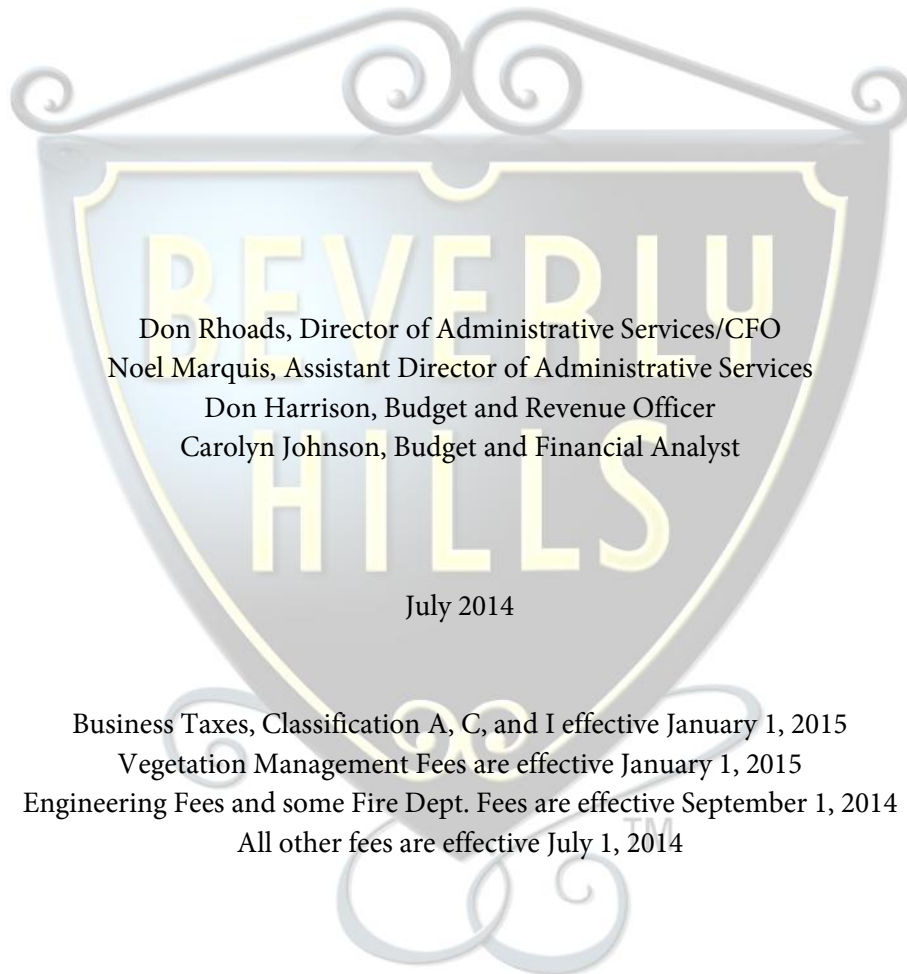 BEVERLY
HILLS
Don Rhoads, Director of Administrative Services/CFO
Noel Marquis, Assistant Director of Administrative Services
Don Harrison, Budget and Revenue Officer
Carolyn Johnson, Budget and Financial Analyst
July 2014
Business Taxes, Classification A, C, and I effective January 1, 2015
Vegetation Management Fees are effective January 1, 2015
Engineering Fees and some Fire Dept. Fees are effective September 1, 2014
TM
All other fees are effective July 1, 2014